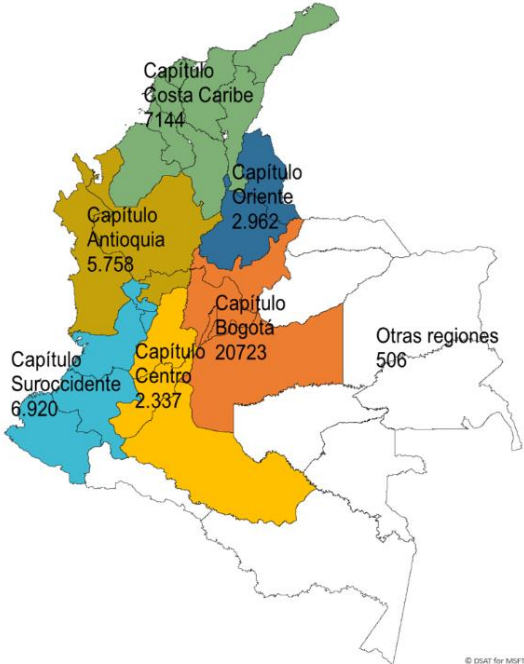 Capítulo
Costa Caribe
7144
Capítulo
Oriente
2.962
Capítulo
Antioquia
5.758
Capítulo
Bogotá
20723
Otras regiones
506
Capítulo
Suroccidente
6.920
Capítulo
Centro
2.337
© DSAT for MSFT